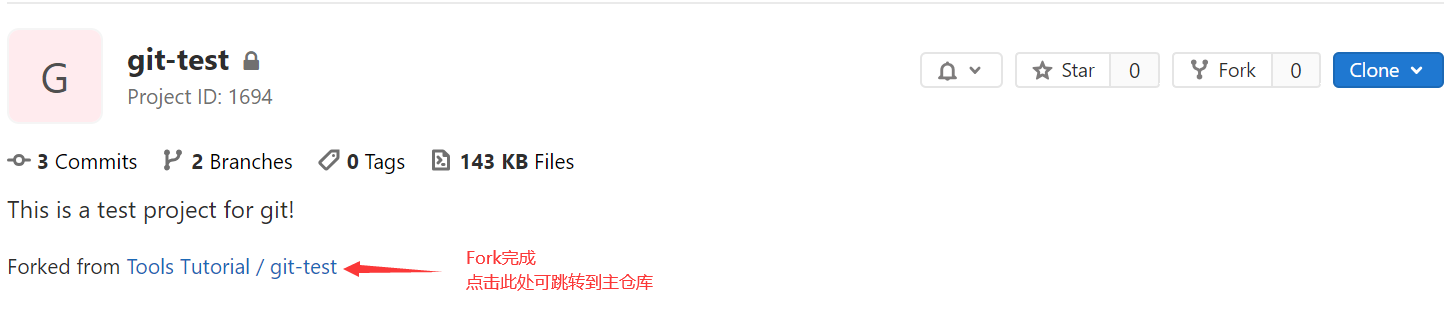 G
git-test
Project ID: 1694
Star 0
Fork 0
Clone
3 Commits 2 Branches 0 Tags 143 KB Files
This is a test project for git!
Forked from Tools Tutorial / git-test
Fork完成
点击此处可跳转到主仓库